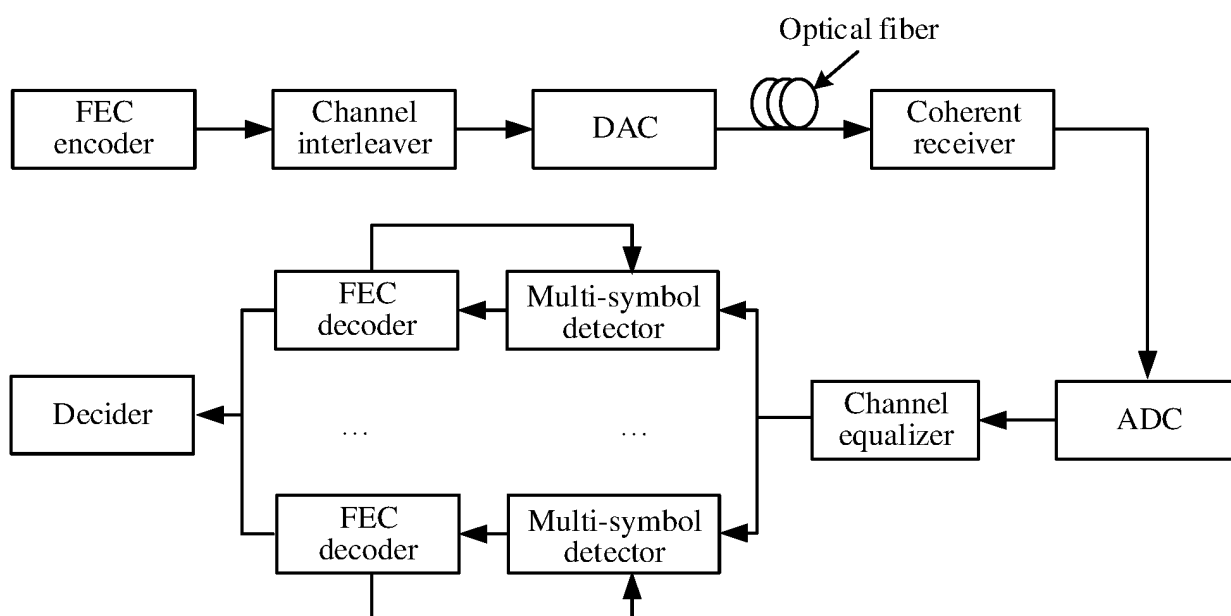 Optical fiber
FEC
encoder
Channel
interleaver
DAC
Coherent
receiver
FEC
decoder
Multi-symbol
detector
Decider
...
...
Channel
equalizer
ADC
FEC
decoder
Multi-symbol
detector